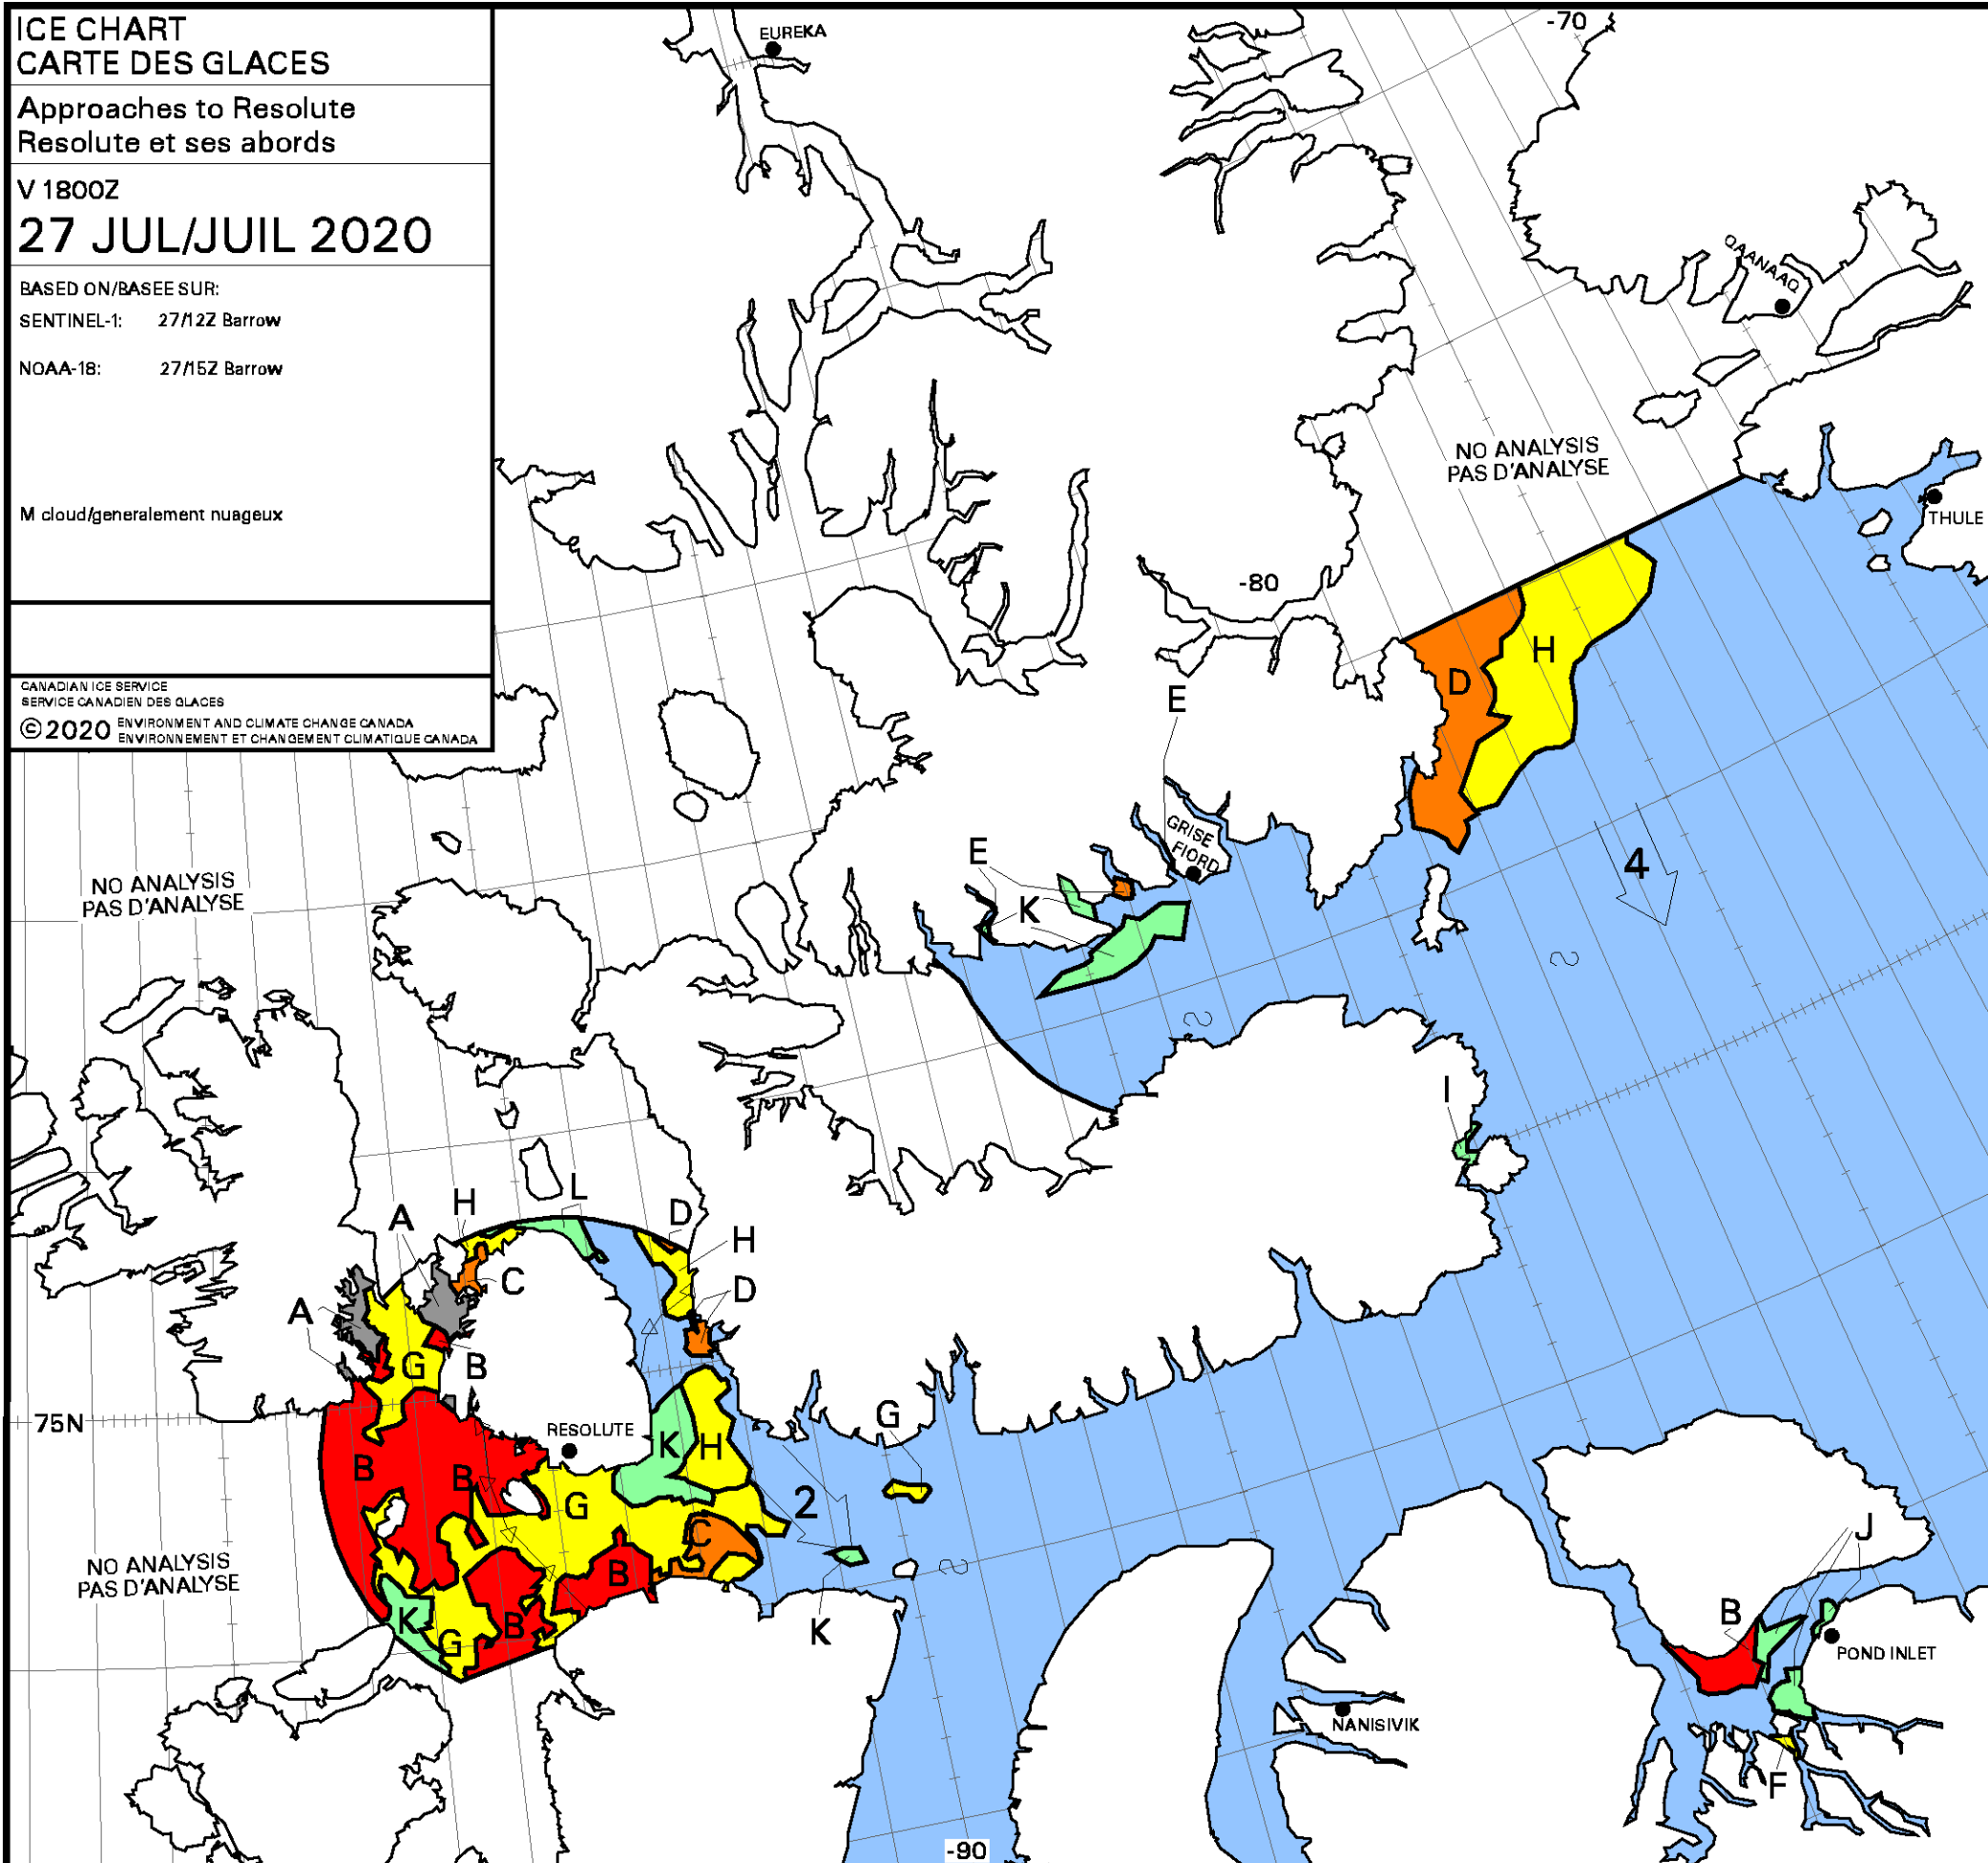 ICE CHART
CARTE DES GLACES
Approaches to Resolute
Resolute et ses abords
V 1800Z
27 JUL/JUIL 2020
BASED ON/BASEE SUR:
SENTINEL-1: 27/12Z Barrow
NOAA-18: 27/15Z Barrow
M cloud/generalement nuageux
CANADIAN ICE SERVICE
SERVICE CANADIEN DES GLACES
©2020 ENVIRONMENT AND CLIMATE CHANGE CANADA
ENVIRONNEMENT ET CHANGEMENT CLIMATIQUE CANADA
-70
EUREKA
QAANAAQ
NO ANALYSIS
PAS D'ANALYSE
THULE
-80
H
D
E
GRISE
FIORD
E
4
K
NO ANALYSIS
PAS D'ANALYSE
I
L
H
A
D
H
C
D
A
B
G
75N
RESOLUTE
G
K
H
B
B
G
2
C
B
J
NO ANALYSIS
PAS D'ANALYSE
K
G
B
K
B
POND INLET
NANISIVIK
F
-90